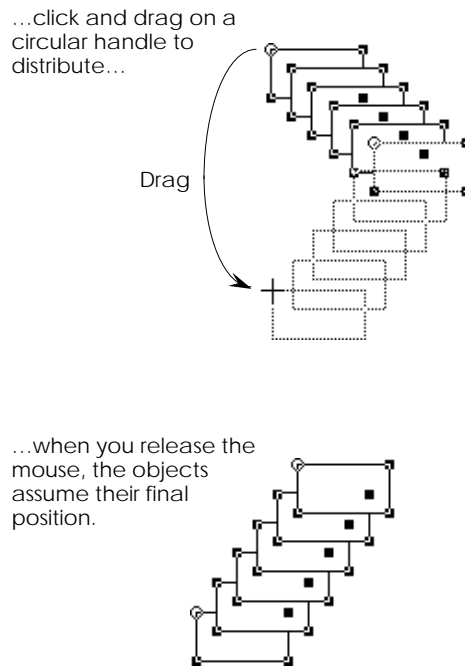 …click and drag on a
circular handle to
distribute…
Drag
…when you release the
mouse, the objects
assume their final
position.